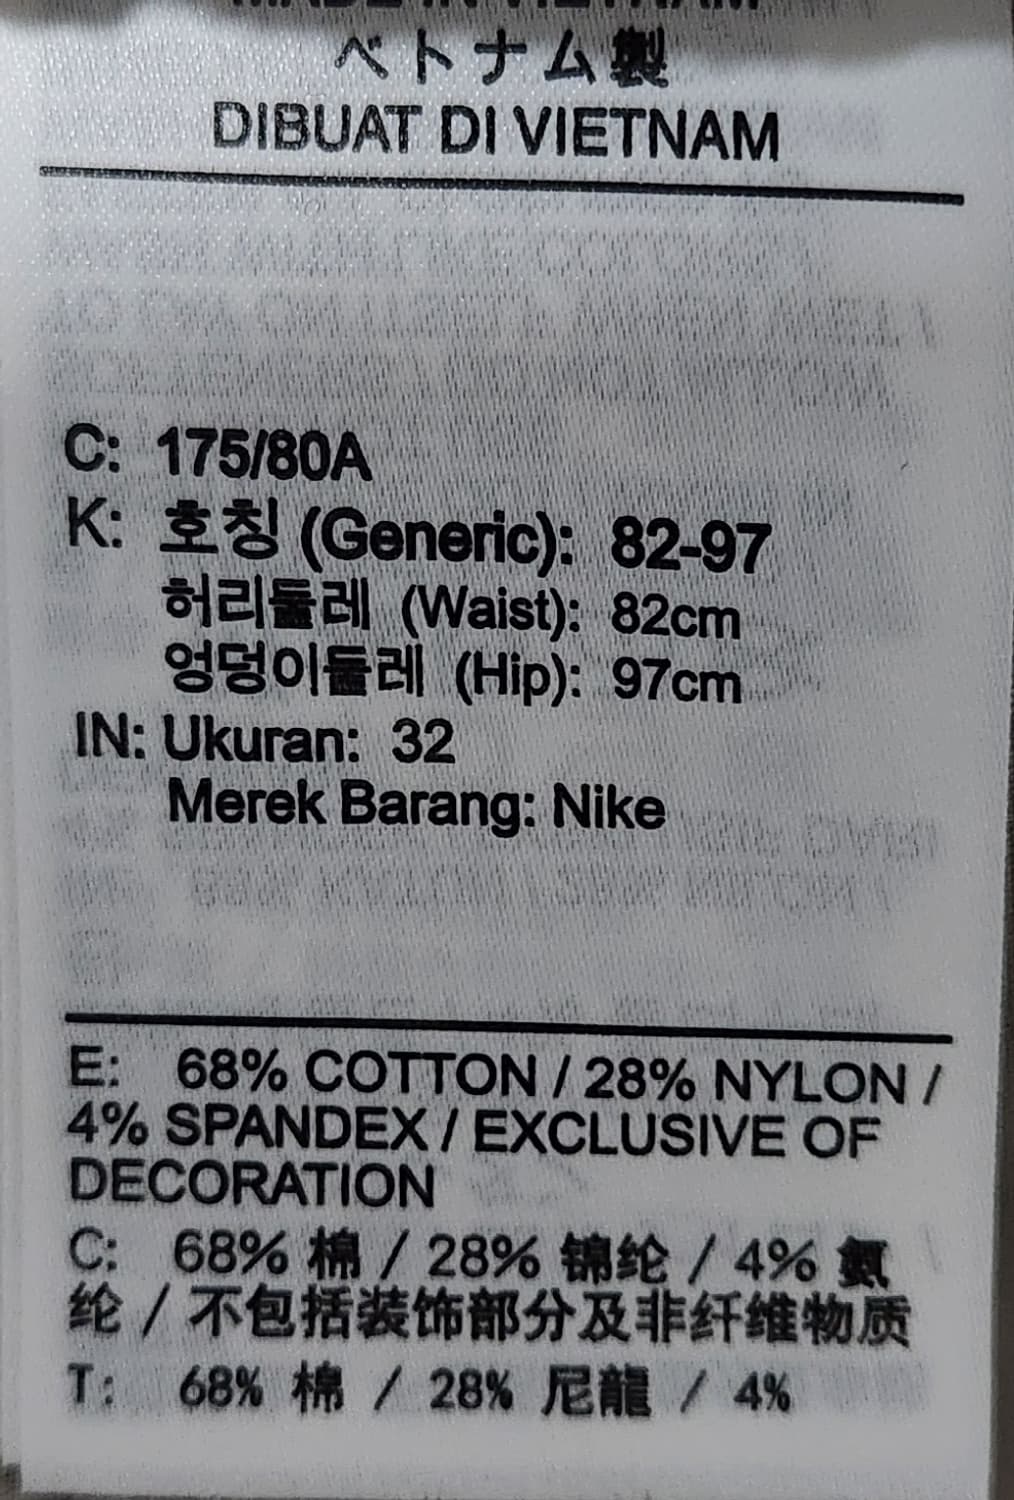 MADE IN VIETNAM
ベトナム製
DIBUAT DI VIETNAM
C: 175/80A
K: 호칭 (Generic): 82-97
허리둘레 (Waist): 82cm
엉덩이둘레 (Hip): 97cm
IN: Ukuran: 32
Merek Barang: Nike
E: 68% COTTON / 28% NYLON /
4% SPANDEX / EXCLUSIVE OF
DECORATION
C: 68% 棉 / 28% 锦纶 / 4% 氨
纶 / 不包括装饰部分及非纤维物质
T: 68% 棉 / 28% 尼龍 / 4%